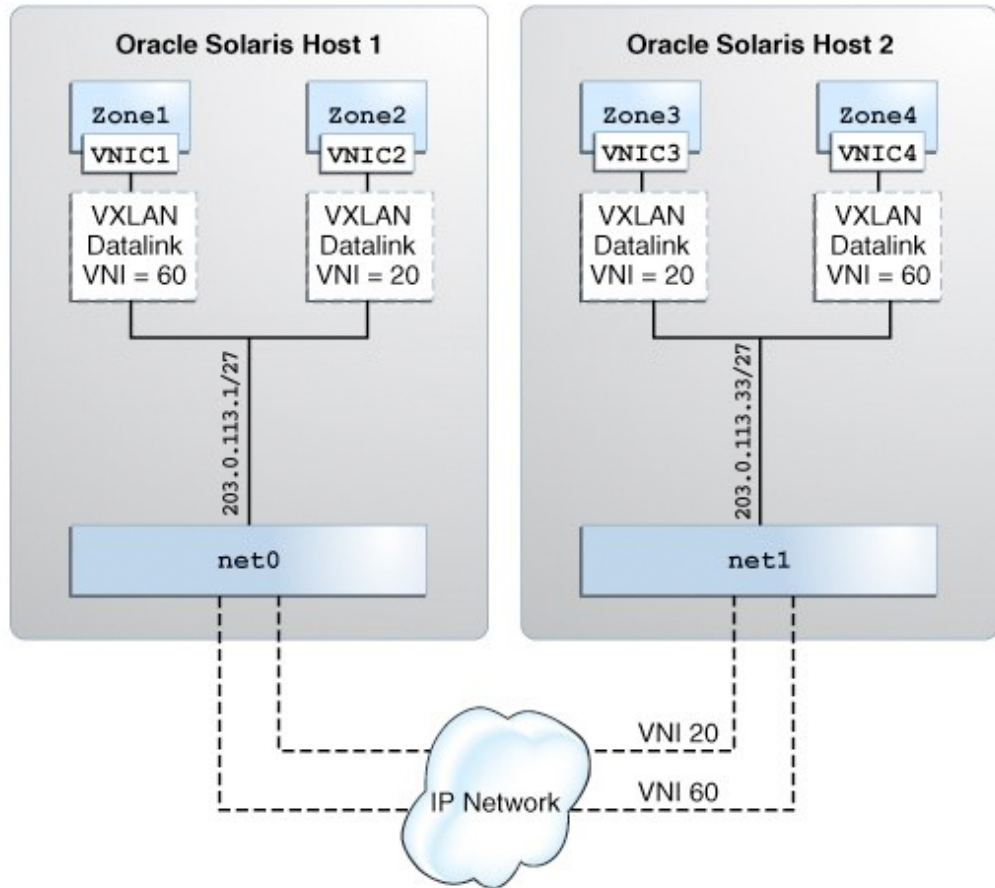 Oracle Solaris Host 1
Zone1
VNIC1
VXLAN
Datalink
VNI = 60
Zone2
VNIC2
VXLAN
Datalink
VNI = 20
203.0.113.1/27
net0
Oracle Solaris Host 2
Zone3
VNIC3
VXLAN
Datalink
VNI = 20
Zone4
VNIC4
VXLAN
Datalink
VNI = 60
203.0.113.33/27
net1
VNI 20
IP Network
VNI 60